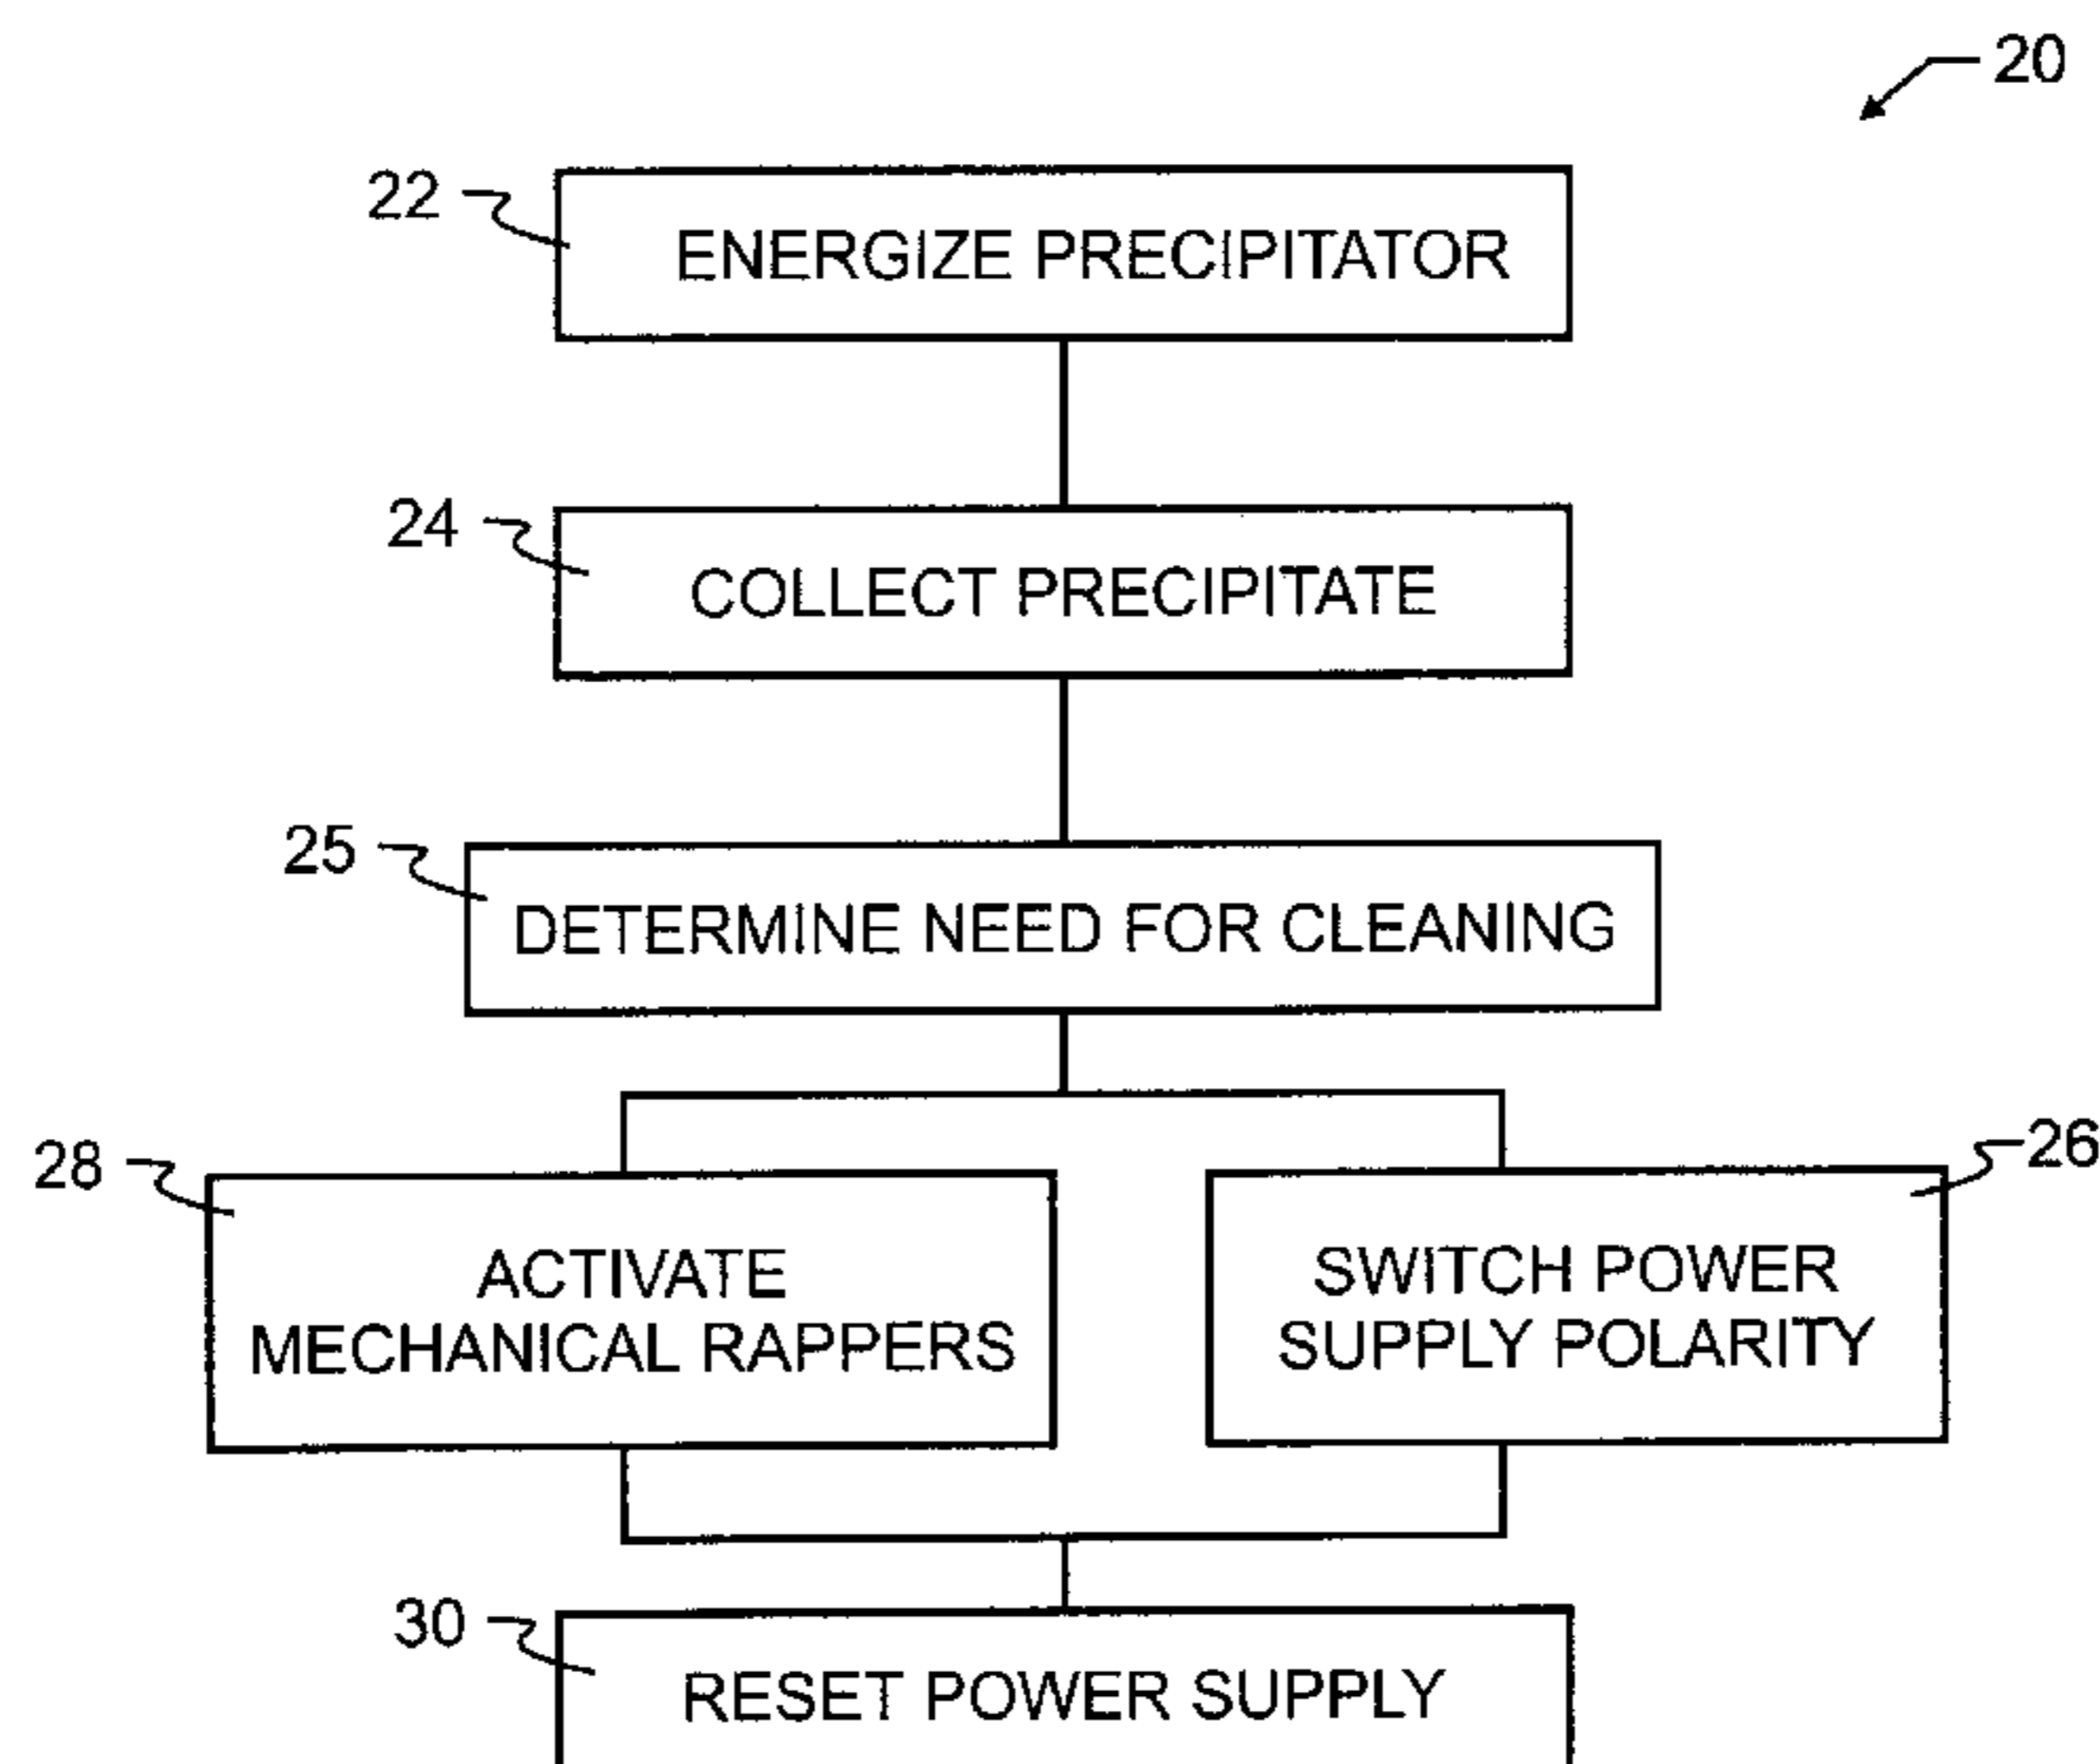 20
22
ENERGIZE PRECIPITATOR
24
COLLECT PRECIPITATE
25
DETERMINE NEED FOR CLEANING
28
ACTIVATE
MECHANICAL RAPPERS
26
SWITCH POWER
SUPPLY POLARITY
30
RESET POWER SUPPLY